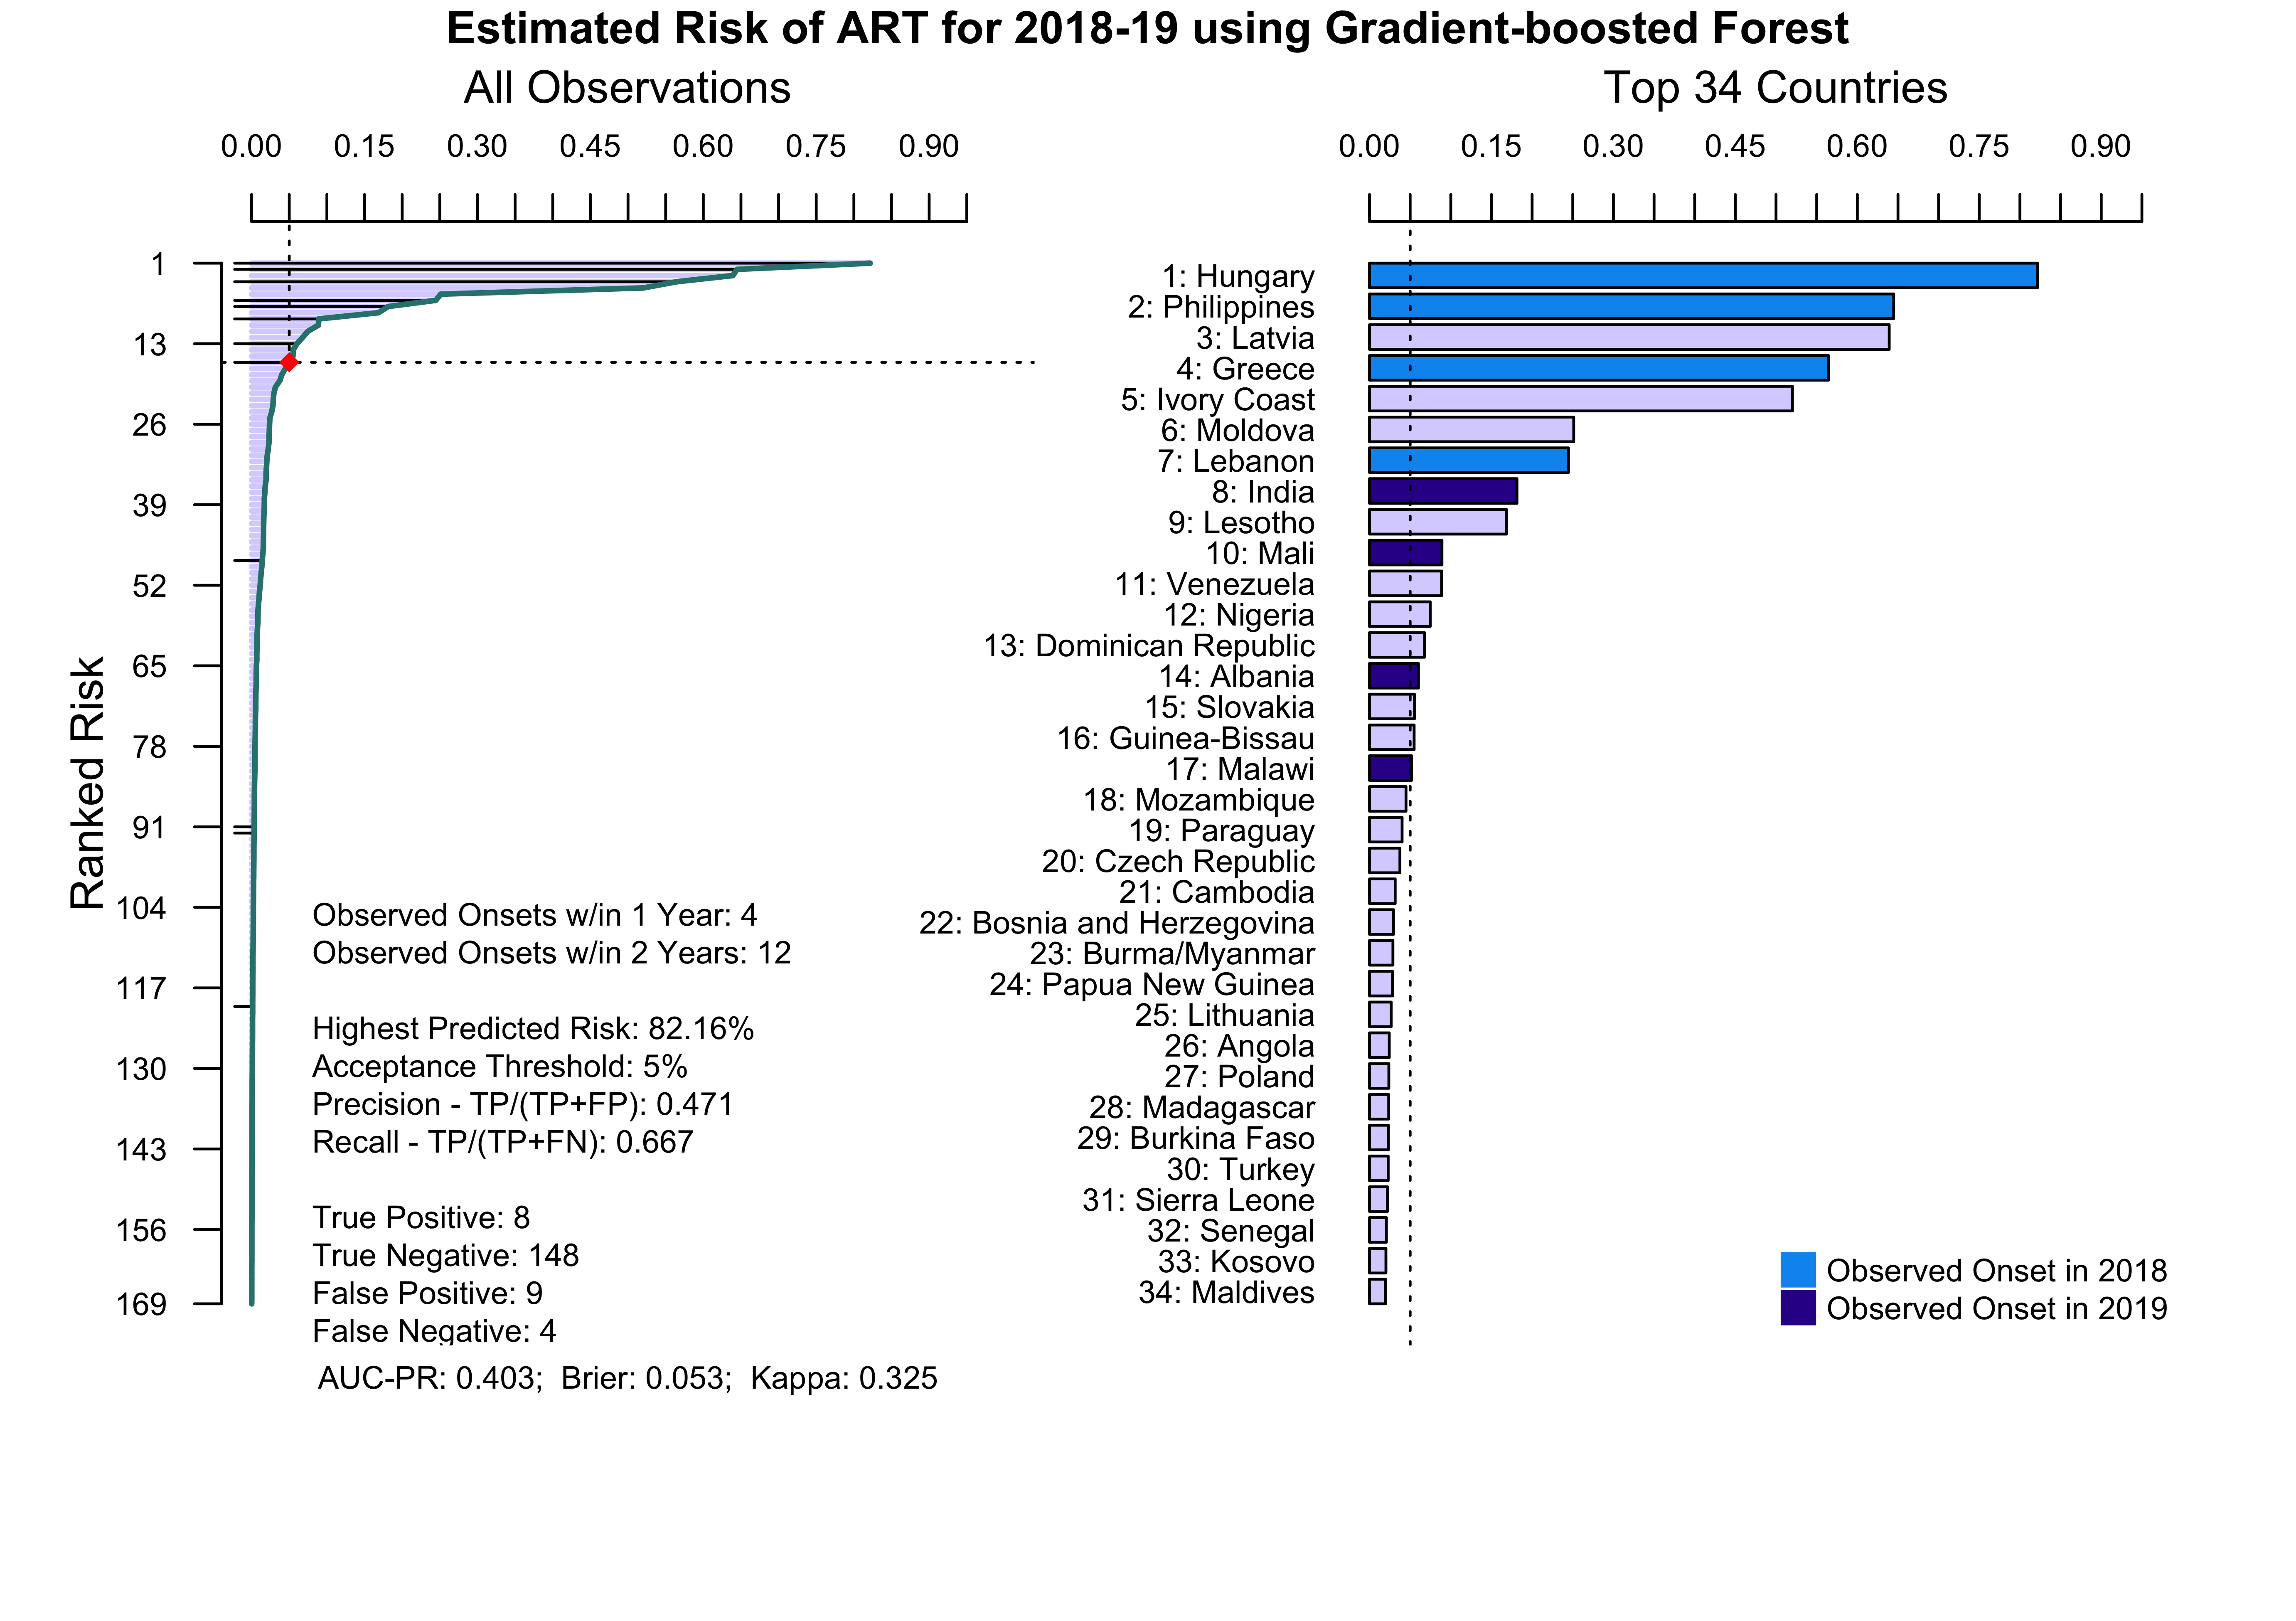 Estimated Risk of ART for 2018-19 using Gradient-boosted Forest
All Observations
0.00 0.15 0.30 0.45 0.60 0.75 0.90
Ranked Risk
1
13
26
39
52
65
78
91
104
117
130
143
156
169
Observed Onsets w/in 1 Year: 4
Observed Onsets w/in 2 Years: 12
Highest Predicted Risk: 82.16%
Acceptance Threshold: 5%
Precision - TP/(TP+FP): 0.471
Recall - TP/(TP+FN): 0.667
True Positive: 8
True Negative: 148
False Positive: 9
False Negative: 4
AUC-PR: 0.403; Brier: 0.053; Kappa: 0.325
Top 34 Countries
0.00 0.15 0.30 0.45 0.60 0.75 0.90
1: Hungary
2: Philippines
3: Latvia
4: Greece
5: Ivory Coast
6: Moldova
7: Lebanon
8: India
9: Lesotho
10: Mali
11: Venezuela
12: Nigeria
13: Dominican Republic
14: Albania
15: Slovakia
16: Guinea-Bissau
17: Malawi
18: Mozambique
19: Paraguay
20: Czech Republic
21: Cambodia
22: Bosnia and Herzegovina
23: Burma/Myanmar
24: Papua New Guinea
25: Lithuania
26: Angola
27: Poland
28: Madagascar
29: Burkina Faso
30: Turkey
31: Sierra Leone
32: Senegal
33: Kosovo
34: Maldives
Observed Onset in 2018
Observed Onset in 2019